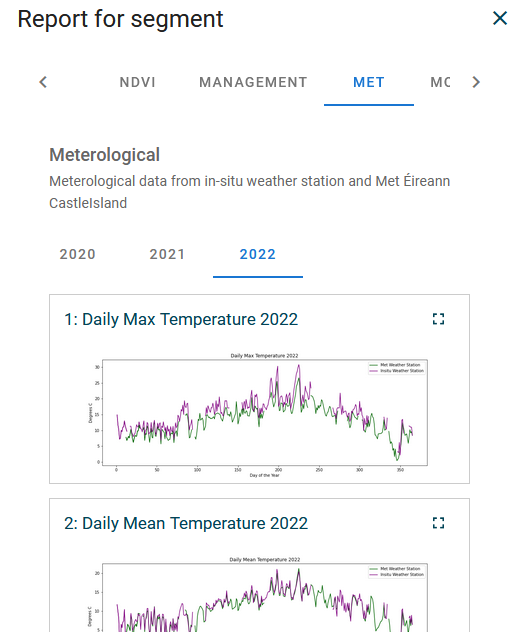 Report for segment
NDVI MANAGEMENT MET MO
Meterological
Meterological data from in-situ weather station and Met Éireann
CastleIsland
2020 2021 2022
1: Daily Max Temperature 2022
Daily Max Temperature 2022
Met Weather Station
Insitu Weather Station
30
25
20
15
10
5
0
Degrees C
0 50 100 150 200 250 300 350
Day of the Year
2: Daily Mean Temperature 2022
Daily Mean Temperature 2022
Met Weather Station
Insitu Weather Station
20
15
10
5
Degrees C